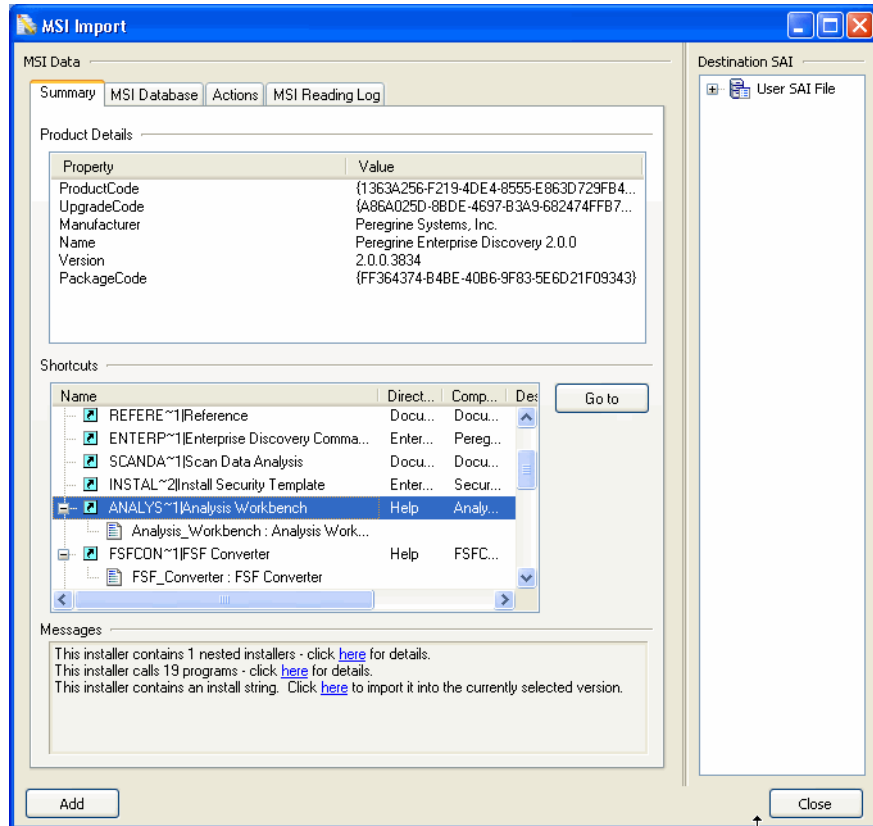 MSI Import
MSI Data
Destination SAI
Summary MSI Database Actions MSI Reading Log
User SAI File
Product Details
Property Value
ProductCode {1363A256-F219-4DE4-8555-E863D729FB4...
UpgradeCode {A86A025D-8BDE-4697-B3A9-682474FFB7...
Manufacturer Peregrine Systems, Inc.
Name Peregrine Enterprise Discovery 2.0.0
Version 2.0.0.3834
PackageCode {FF364374-B4BE-40B6-9F83-5E6D21F09343}
Shortcuts
Name Direct... Comp... Des
Go to
REFERE~1|Reference Docu... Docu...
ENTERP~1|Enterprise Discovery Comma... Enter... Pereg...
SCANDA~1|Scan Data Analysis Docu... Docu...
INSTAL~2|Install Security Template Enter... Secur...
ANALYS~1|Analysis Workbench Help Analy...
Analysis_Workbench : Analysis Work...
FSFCON~1|FSF Converter Help FSFC...
FSF_Converter : FSF Converter
Messages
This installer contains 1 nested installers - click here for details.
This installer calls 19 programs - click here for details.
This installer contains an install string. Click here to import it into the currently selected version.
Add
Close